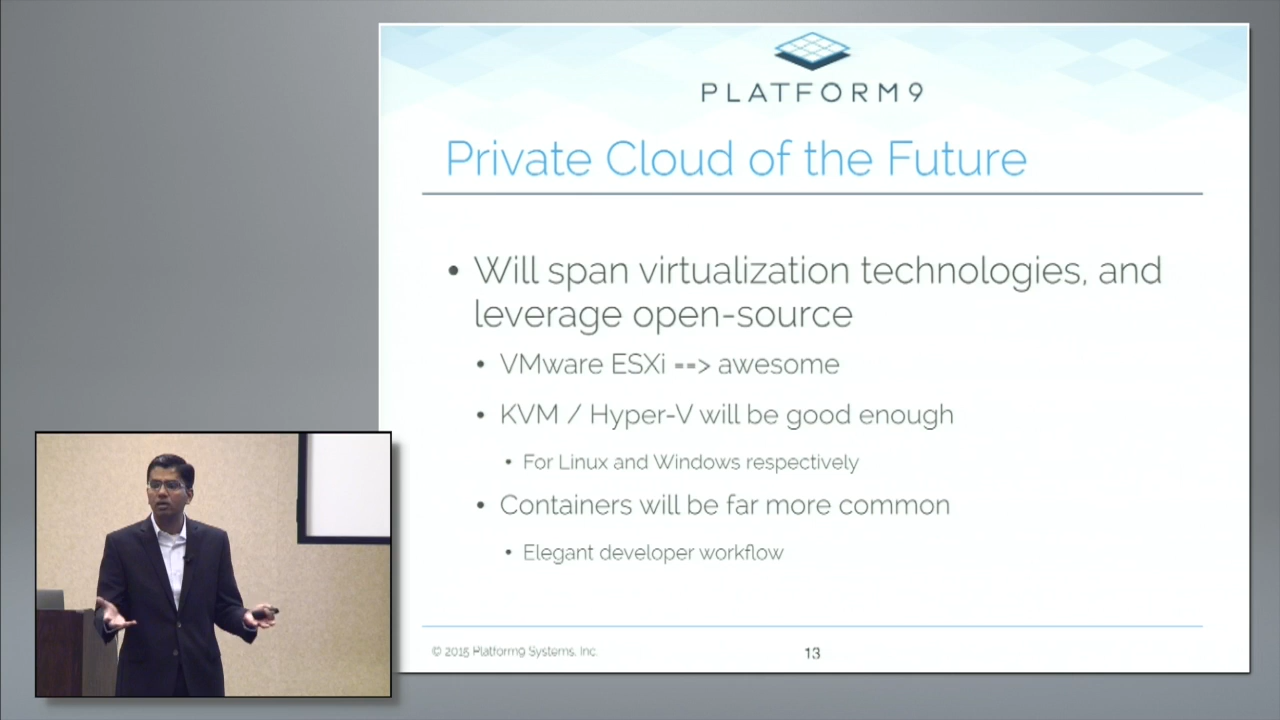 PLATFORM9
Private Cloud of the Future
• Will span virtualization technologies, and
leverage open-source
• VMware ESXi ==> awesome
• KVM / Hyper-V will be good enough
• For Linux and Windows respectively
• Containers will be far more common
• Elegant developer workflow
© 2015 Platform9 Systems, Inc.
13